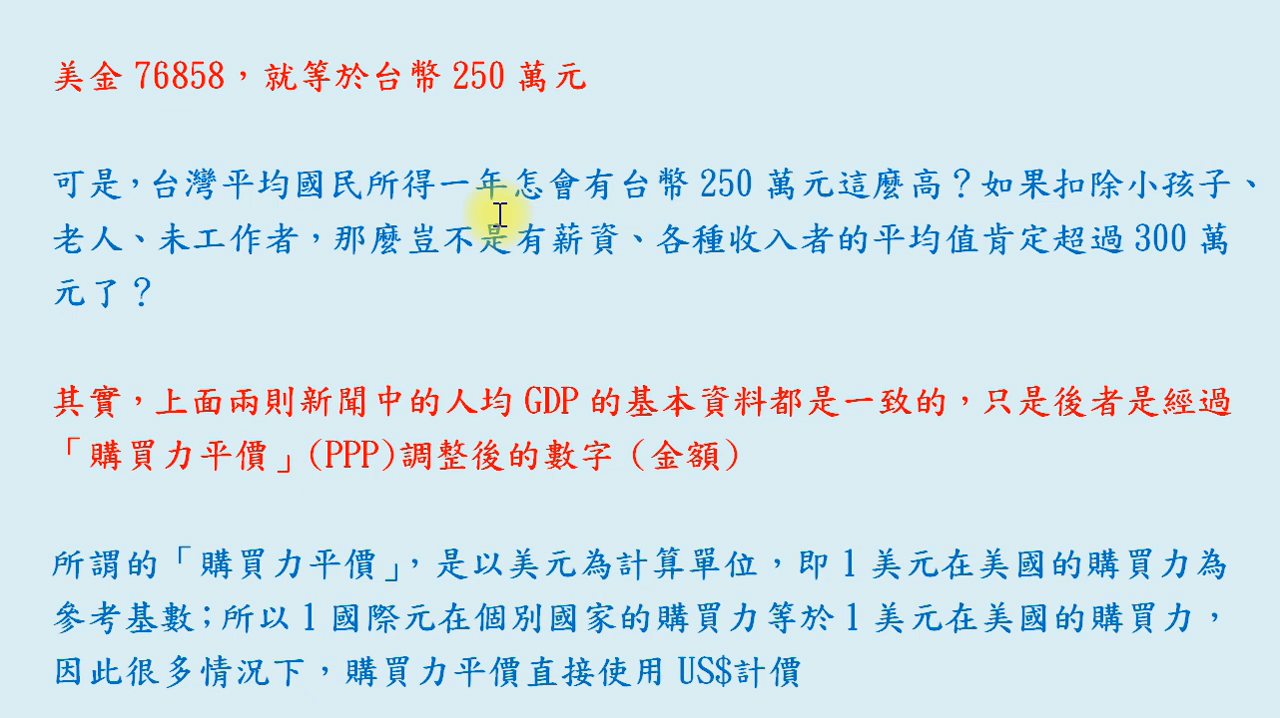 美金 76858，就等於台幣 250 萬元
可是，台灣平均國民所得一年怎會有台幣 250 萬元這麼高？如果扣除小孩子、
老人、未工作者，那麼豈不是有薪資、各種收入者的平均值肯定超過 300 萬
元了？
其實，上面兩則新聞中的人均 GDP 的基本資料都是一致的，只是後者是經過
「購買力平價」(PPP)調整後的數字（金額）
所謂的「購買力平價」，是以美元為計算單位，即 1 美元在美國的購買力為
參考基數；所以 1 國際元在個別國家的購買力等於 1 美元在美國的購買力，
因此很多情況下，購買力平價直接使用 US$計價